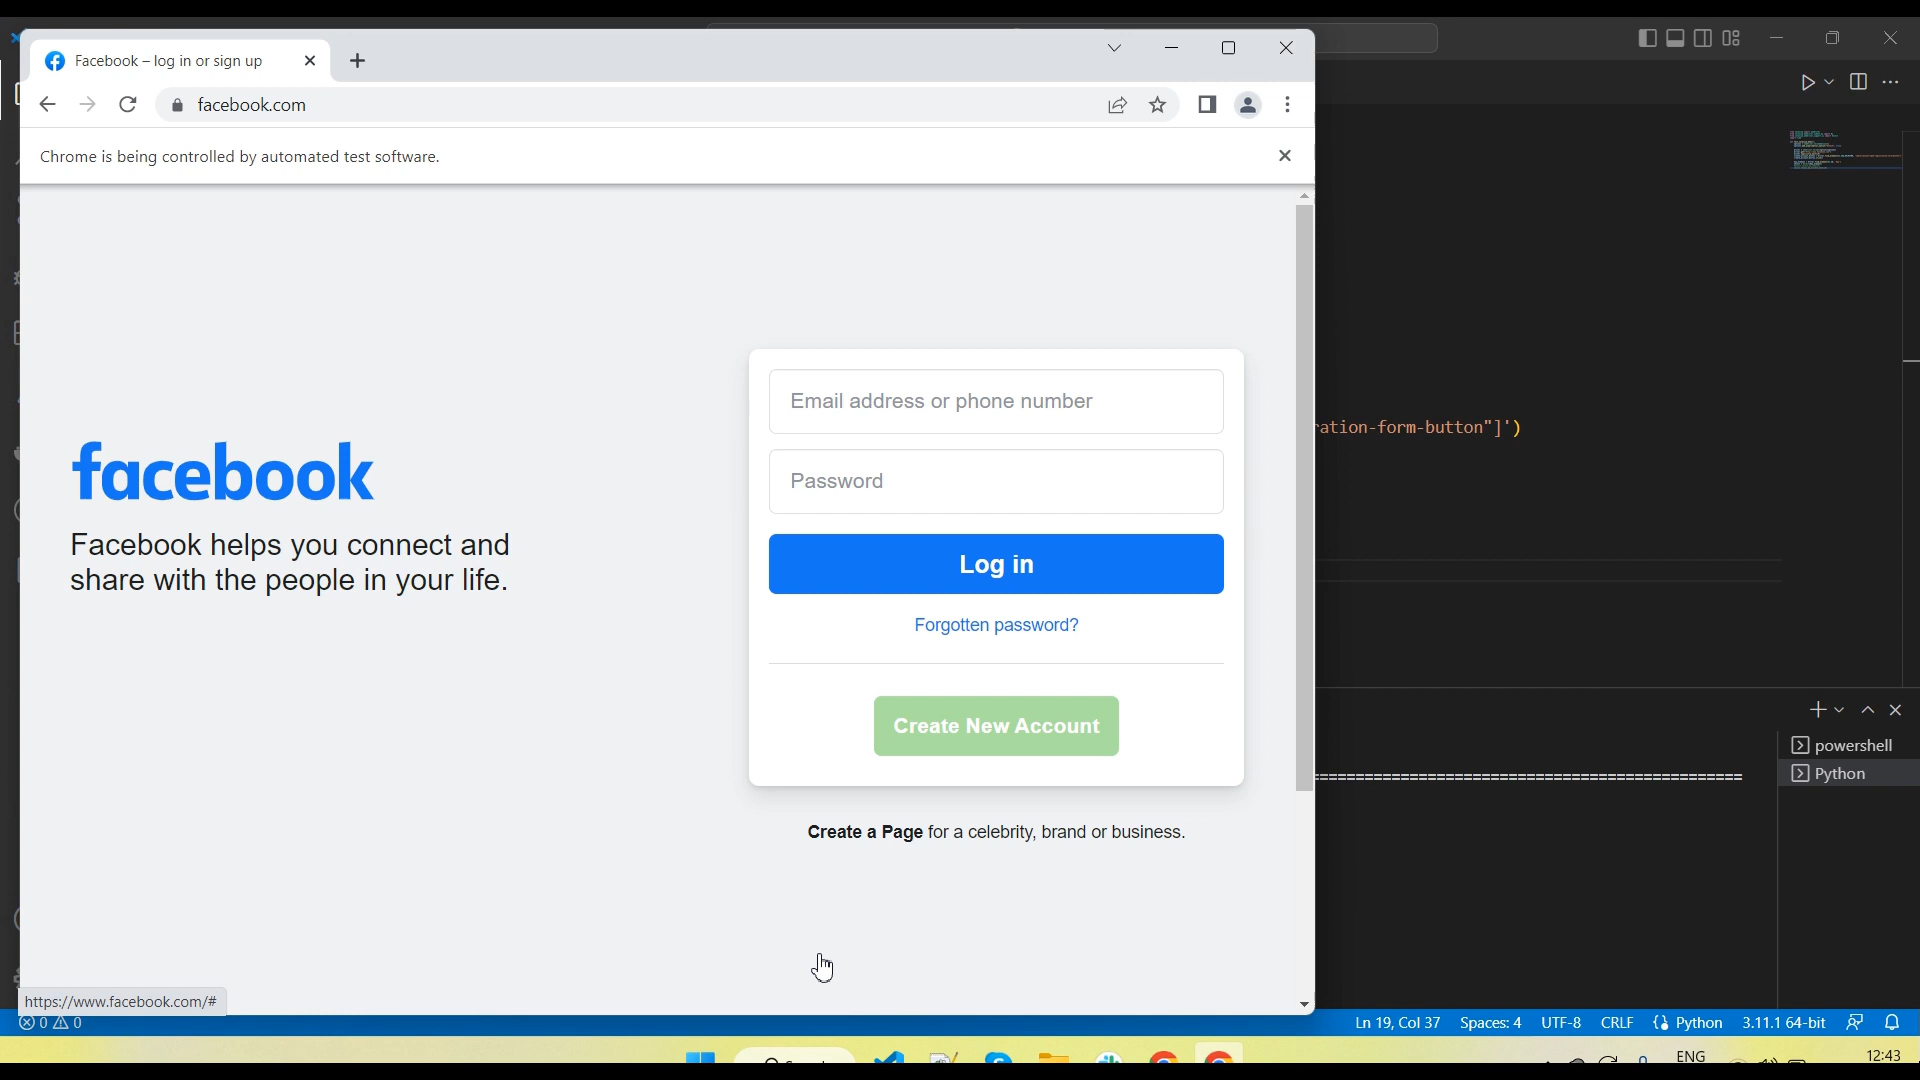 Facebook – log in or sign up
facebook.com
Chrome is being controlled by automated test software.
Email address or phone number
ration-form-button"]')
Password
facebook
Facebook helps you connect and
share with the people in your life.
Log in
Forgotten password?
Create New Account
Create a Page for a celebrity, brand or business.
powershell
Python
https://www.facebook.com/#
0 0
Ln 19, Col 37 Spaces: 4 UTF-8 CRLF {} Python 3.11.1 64-bit
ENG
12:43